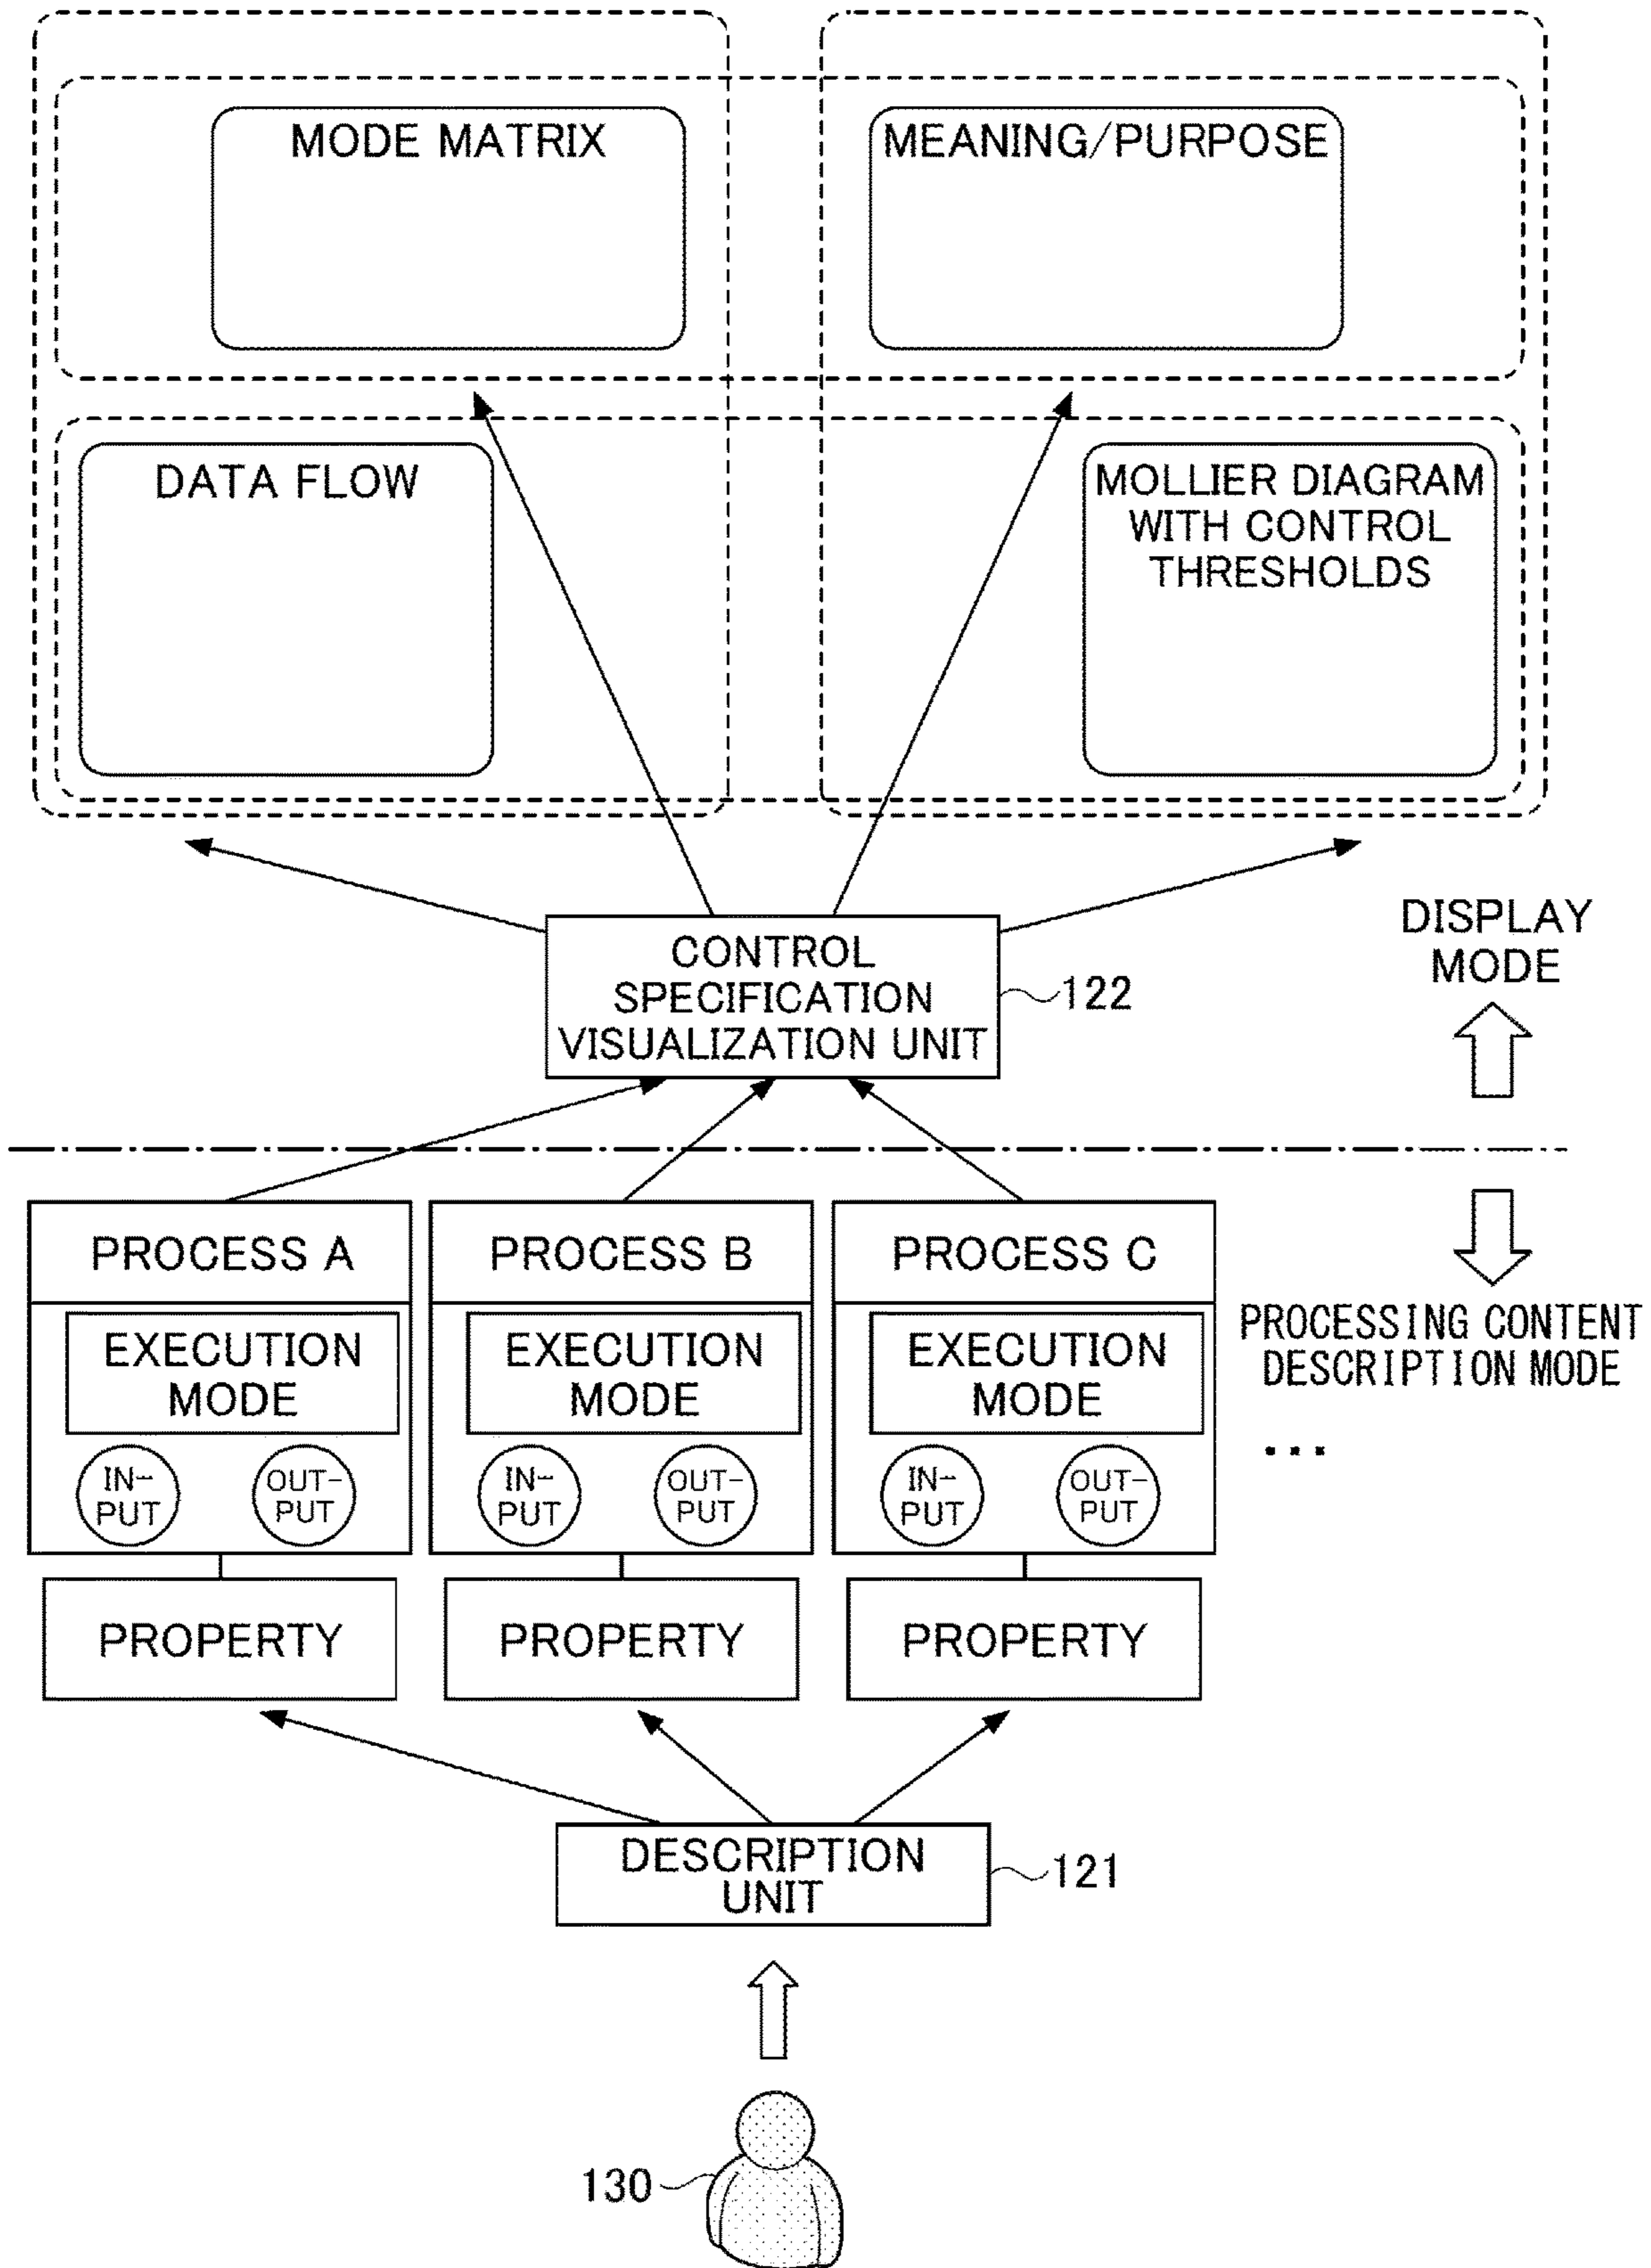 MODE MATRIX
MEANING/PURPOSE
DATA FLOW
MOLLIER DIAGRAM
WITH CONTROL
THRESHOLDS
CONTROL
SPECIFICATION
VISUALIZATION UNIT
122
DISPLAY
MODE
PROCESS A
PROCESS B
PROCESS C
PROCESSING CONTENT
DESCRIPTION MODE
EXECUTION
MODE
EXECUTION
MODE
EXECUTION
MODE
...
IN-
PUT
OUT-
PUT
IN-
PUT
OUT-
PUT
IN-
PUT
OUT-
PUT
PROPERTY
PROPERTY
PROPERTY
DESCRIPTION
UNIT
121
130